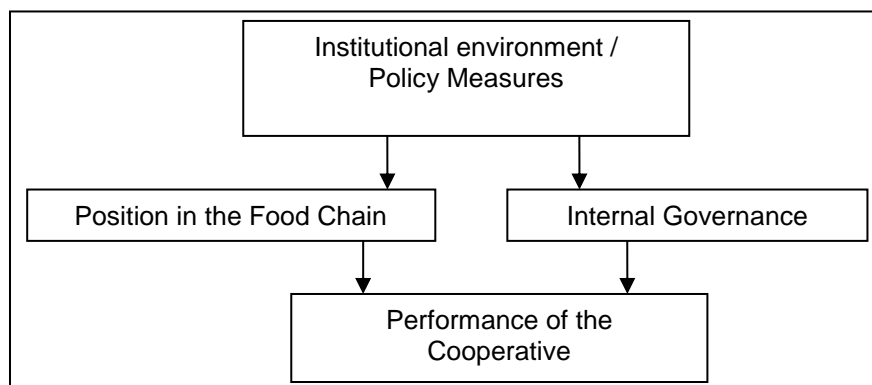 Institutional environment /
Policy Measures
Position in the Food Chain
Internal Governance
Performance of the
Cooperative